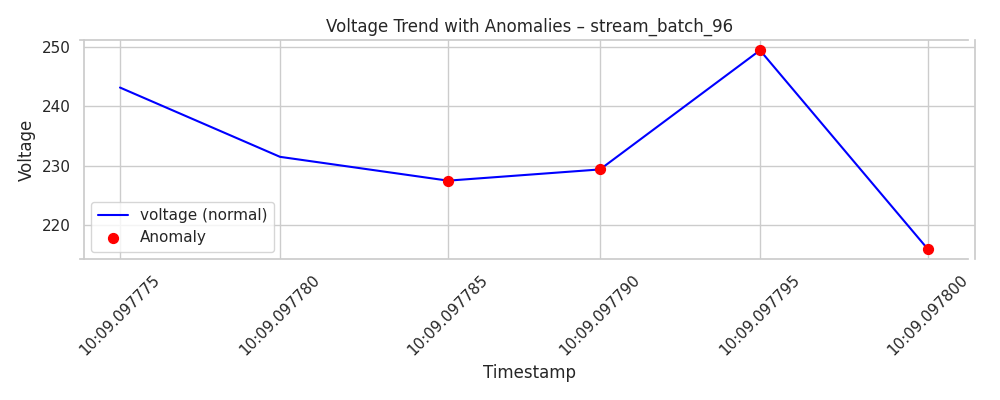 Voltage Trend with Anomalies – stream_batch_96
Voltage
250
240
230
220
voltage (normal)
Anomaly
10:09.097775
10:09.097780
10:09.097785
10:09.097790
10:09.097795
10:09.097800
Timestamp